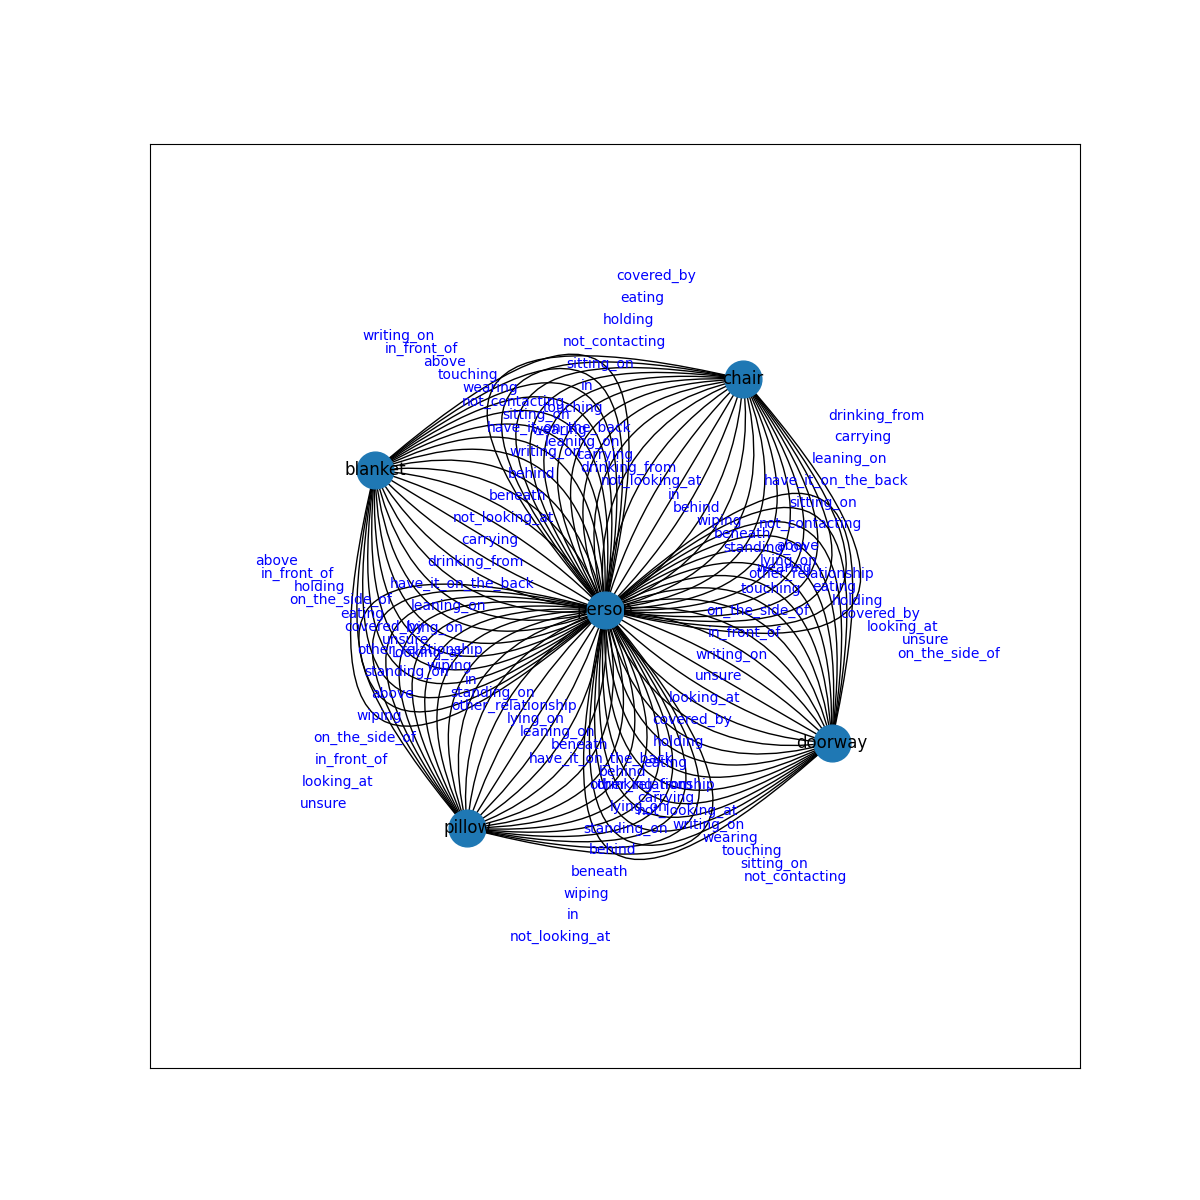 covered_by
eating
holding
not_contacting
writing_on
in_front_of
above
sitting_on
touching
chair
in
wearing
not_contacting
touching
sitting_on
drinking_from
have_it_on_the_back
wearing
carrying
leaning_on
writing_on
carrying
leaning_on
drinking_from
blanket
behind
have_it_on_the_back
not_looking_at
in
beneath
sitting_on
behind
not_looking_at
wiping
not_contacting
beneath
carrying
standing_on
above
drinking_from
lying_on
above
wearing
in_front_of
other_relationship
have_it_on_the_back
holding
touching
eating
on_the_side_of
holding
leaning_on
person
on_the_side_of
eating
covered_by
covered_by
lying_on
looking_at
in_front_of
unsure
unsure
other_relationship
looking_at
writing_on
on_the_side_of
wiping
standing_on
unsure
in
above
standing_on
looking_at
other_relationship
wiping
lying_on
covered_by
leaning_on
on_the_side_of
holding
beneath
doorway
in_front_of
have_it_on_the_back
eating
behind
looking_at
drinking_from
other_relationship
carrying
unsure
lying_on
not_looking_at
writing_on
pillow
standing_on
wearing
behind
touching
sitting_on
beneath
not_contacting
wiping
in
not_looking_at